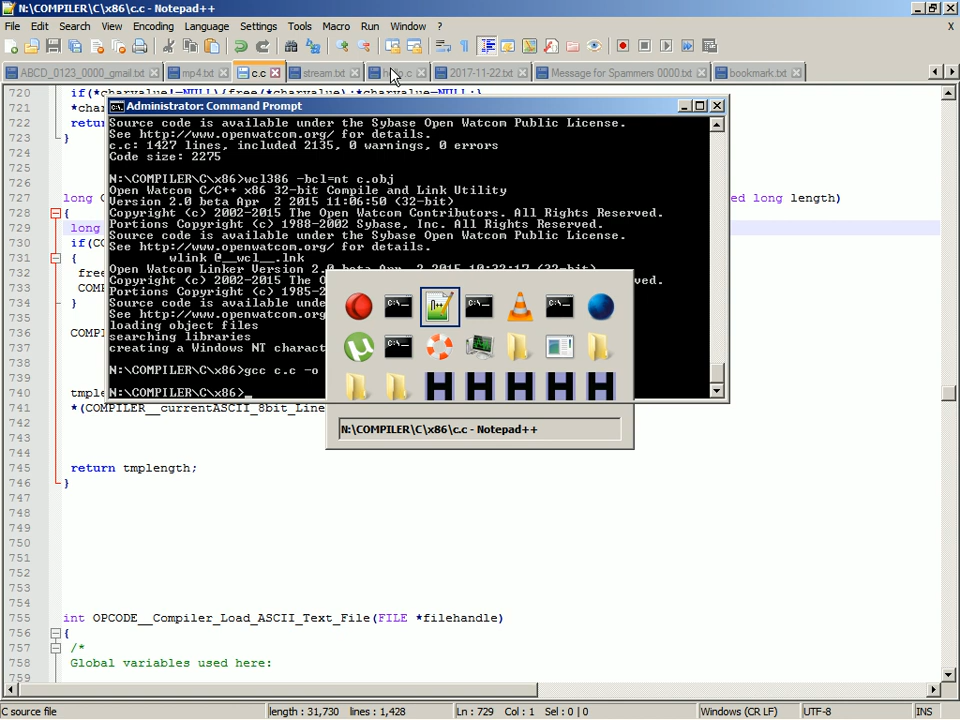 N:\COMPILER\C\x86\c.c - Notepad++
File Edit Search View Encoding Language Settings Tools Macro Run Window ?
X
ABCD_0123_0000_gmail.txt mp4.txt c.c stream.txt 2017-11-22.txt Message for Spammers 0000.txt bookmark.txt
720 if(*charvalue!=NULL){free(*charvalue);*charvalue=NULL;}
721 *char
722 retur
723 }
724
725
726
727 long ed long length)
728 {
729 long
730 if(CO
731 {
732 free
733 COMP
734 }
735
736 COMPI
737
738
739
740 tmple
741 *(COMPILER__currentASCII_8bit_Line
742
743
744
745 return tmplength;
746 }
747
748
749
750
751
752
753
754
755 int OPCODE__Compiler_Load_ASCII_Text_File(FILE *filehandle)
756 {
757 /*
758 Global variables used here:
759
Administrator: Command Prompt
Source code is available under the Sybase Open Watcom Public License.
See http://www.openwatcom.org/ for details.
c.c: 1427 lines, included 2135, 0 warnings, 0 errors
Code size: 2275
N:\COMPILER\C\x86>wcl386 -bcl=nt c.obj
Open Watcom C/C++ x86 32-bit Compile and Link Utility
Version 2.0 beta Apr  2 2015 11:06:50 (32-bit)
Copyright (c) 2002-2015 The Open Watcom Contributors. All Rights Reserved.
Portions Copyright (c) 1988-2002 Sybase, Inc. All Rights Reserved.
Source code is available under the Sybase Open Watcom Public License.
See http://www.openwatcom.org/ for details.
wlink @__wcl__.lnk
Open Watcom Linker Version 2.0 beta Apr  2 2015 10:32:17 (32-bit)
Copyright (c) 2002-2015 ved.
Portions Copyright (c) 1985-2
Source code is available unde
See http://www.openwatcom.org
loading object files
searching libraries
creating a Windows NT charact
N:\COMPILER\C\x86>gcc c.c -o
N:\COMPILER\C\x86>_
N:\COMPILER\C\x86\c.c - Notepad++
C source file length : 31,730 lines : 1,428 Ln : 729 Col : 1 Sel : 0 | 0 Windows (CR LF) UTF-8 INS